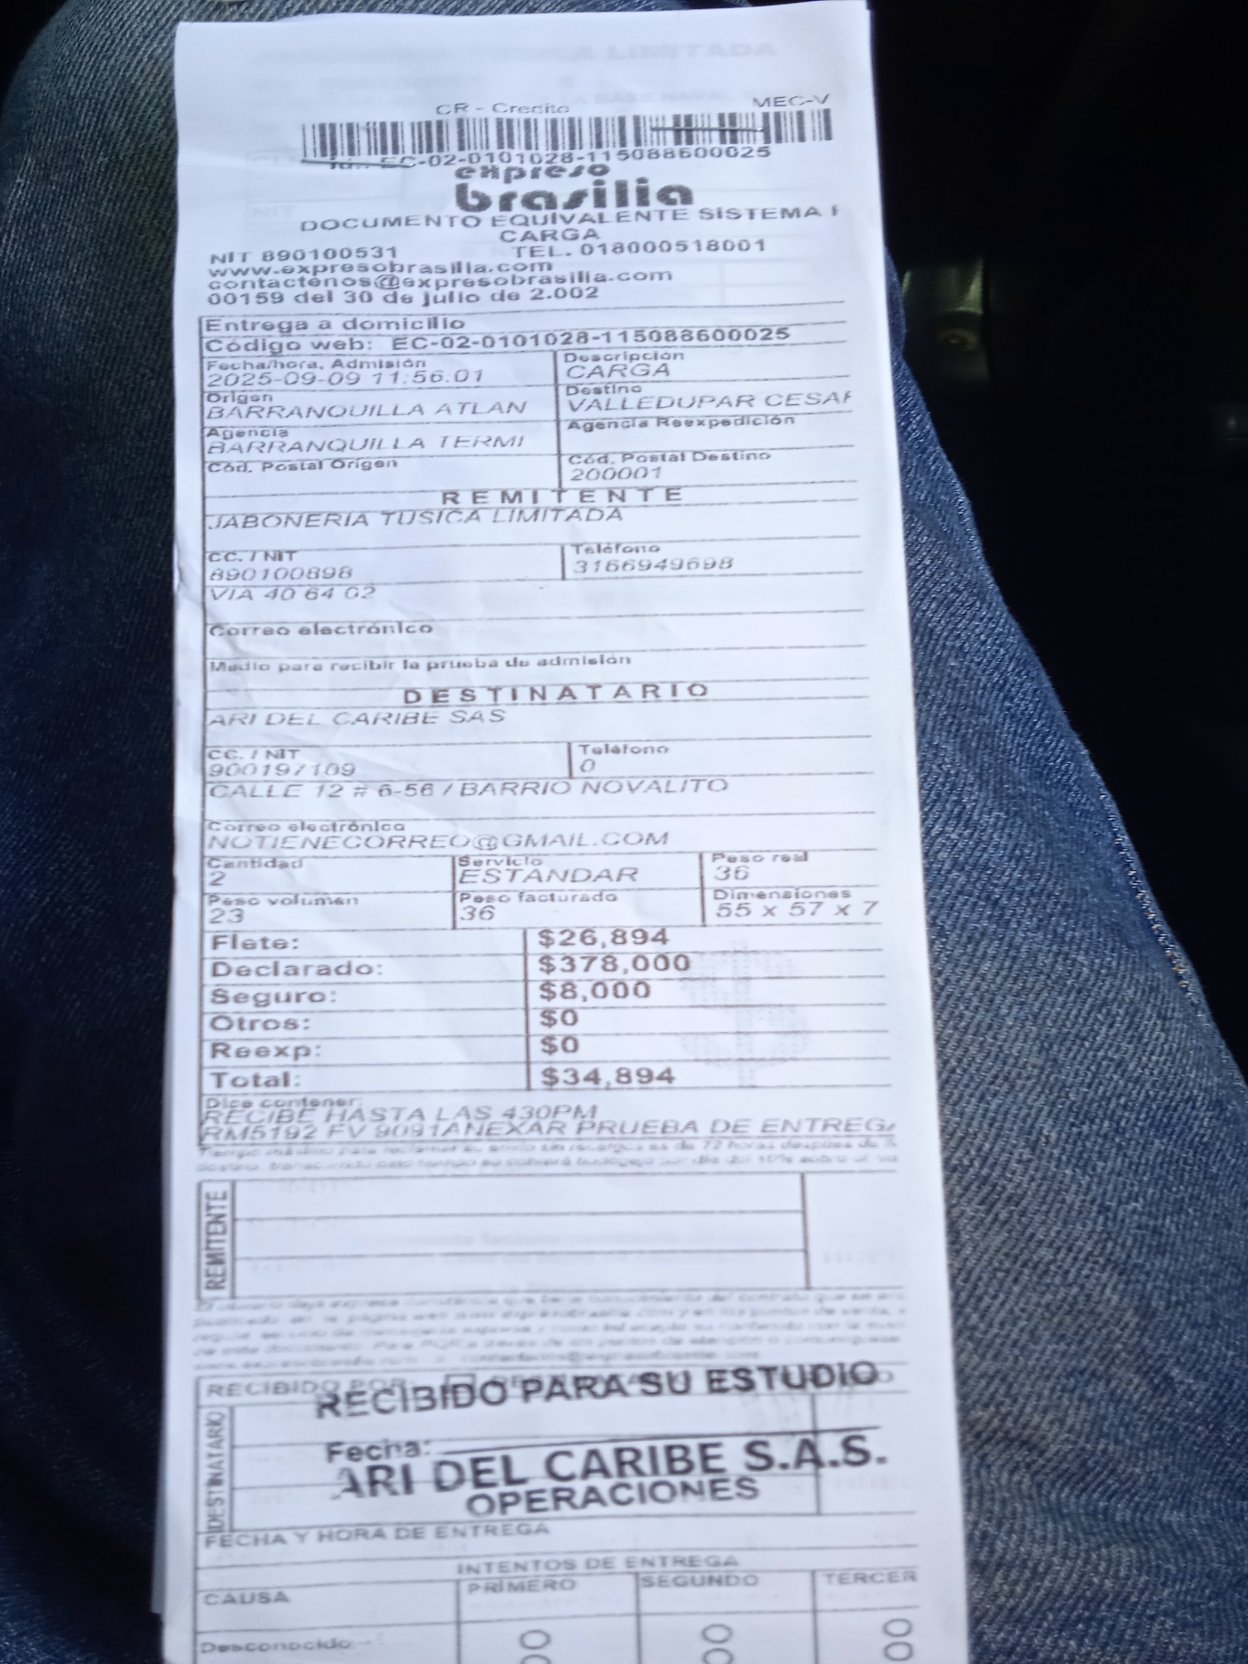 CR - Credito MEC-V
EC-02-0101028-115088600025
expreso
brasilia
DOCUMENTO EQUIVALENTE SISTEMA
CARGA
NIT 890100531 TEL. 018000518001
www.expresobrasilia.com
contactenos@expresobrasilia.com
00159 del 30 de julio de 2.002
Entrega a domicilio
Código web: EC-02-0101028-115088600025
Fecha/hora, Admisión Descripción
2025-09-09 11:56.01 CARGA
Origen Destino
BARRANQUILLA ATLAN VALLEDUPAR CESAR
Agencia Agencia Reexpedición
BARRANQUILLA TERMI
Cód. Postal Origen Cód. Postal Destino
200001
REMITENTE
JABONERIA TUSICA LIMITADA
CC. / NIT Teléfono
890100898 3166949698
VIA 40 64 02
Correo electrónico
Medio para recibir la prueba de admisión
DESTINATARIO
ARI DEL CARIBE SAS
CC. / NIT Teléfono
900197109 0
CALLE 12 # 6-56 / BARRIO NOVALITO
Correo electrónico
NOTIENECORREO@GMAIL.COM
Cantidad Servicio Peso real
2 ESTANDAR 36
Peso volumen Peso facturado Dimensiones
23 36 55 x 57 x 7
Flete: $26,894
Declarado: $378,000
Seguro: $8,000
Otros: $0
Reexp: $0
Total: $34,894
Dice contener:
RECIBE HASTA LAS 430PM
RM5192 FV 9091ANEXAR PRUEBA DE ENTREGA
REMITENTE
RECIBIDO POR:
RECIBIDO PARA SU ESTUDIO
DESTINATARIO
Fecha:
ARI DEL CARIBE S.A.S.
OPERACIONES
FECHA Y HORA DE ENTREGA
INTENTOS DE ENTREGA
CAUSA PRIMERO SEGUNDO TERCER
Desconocido